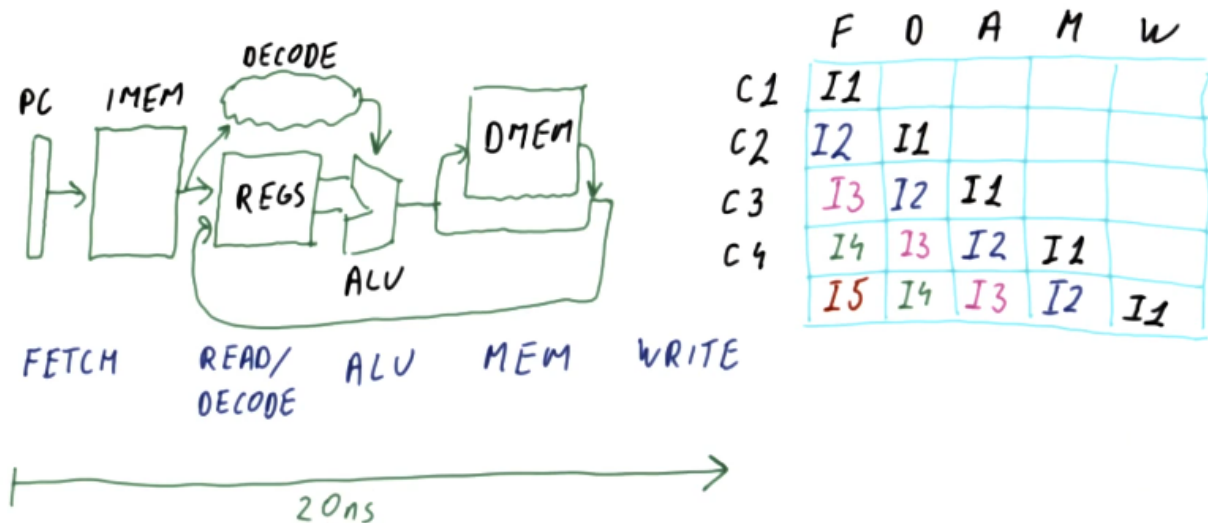 DECODE
PC IMEM
REGS
DMEM
ALU
FETCH READ/ ALU MEM WRITE
DECODE
20ns
F D A M W
C1 I1
C2 I2 I1
C3 I3 I2 I1
C4 I4 I3 I2 I1
I5 I4 I3 I2 I1